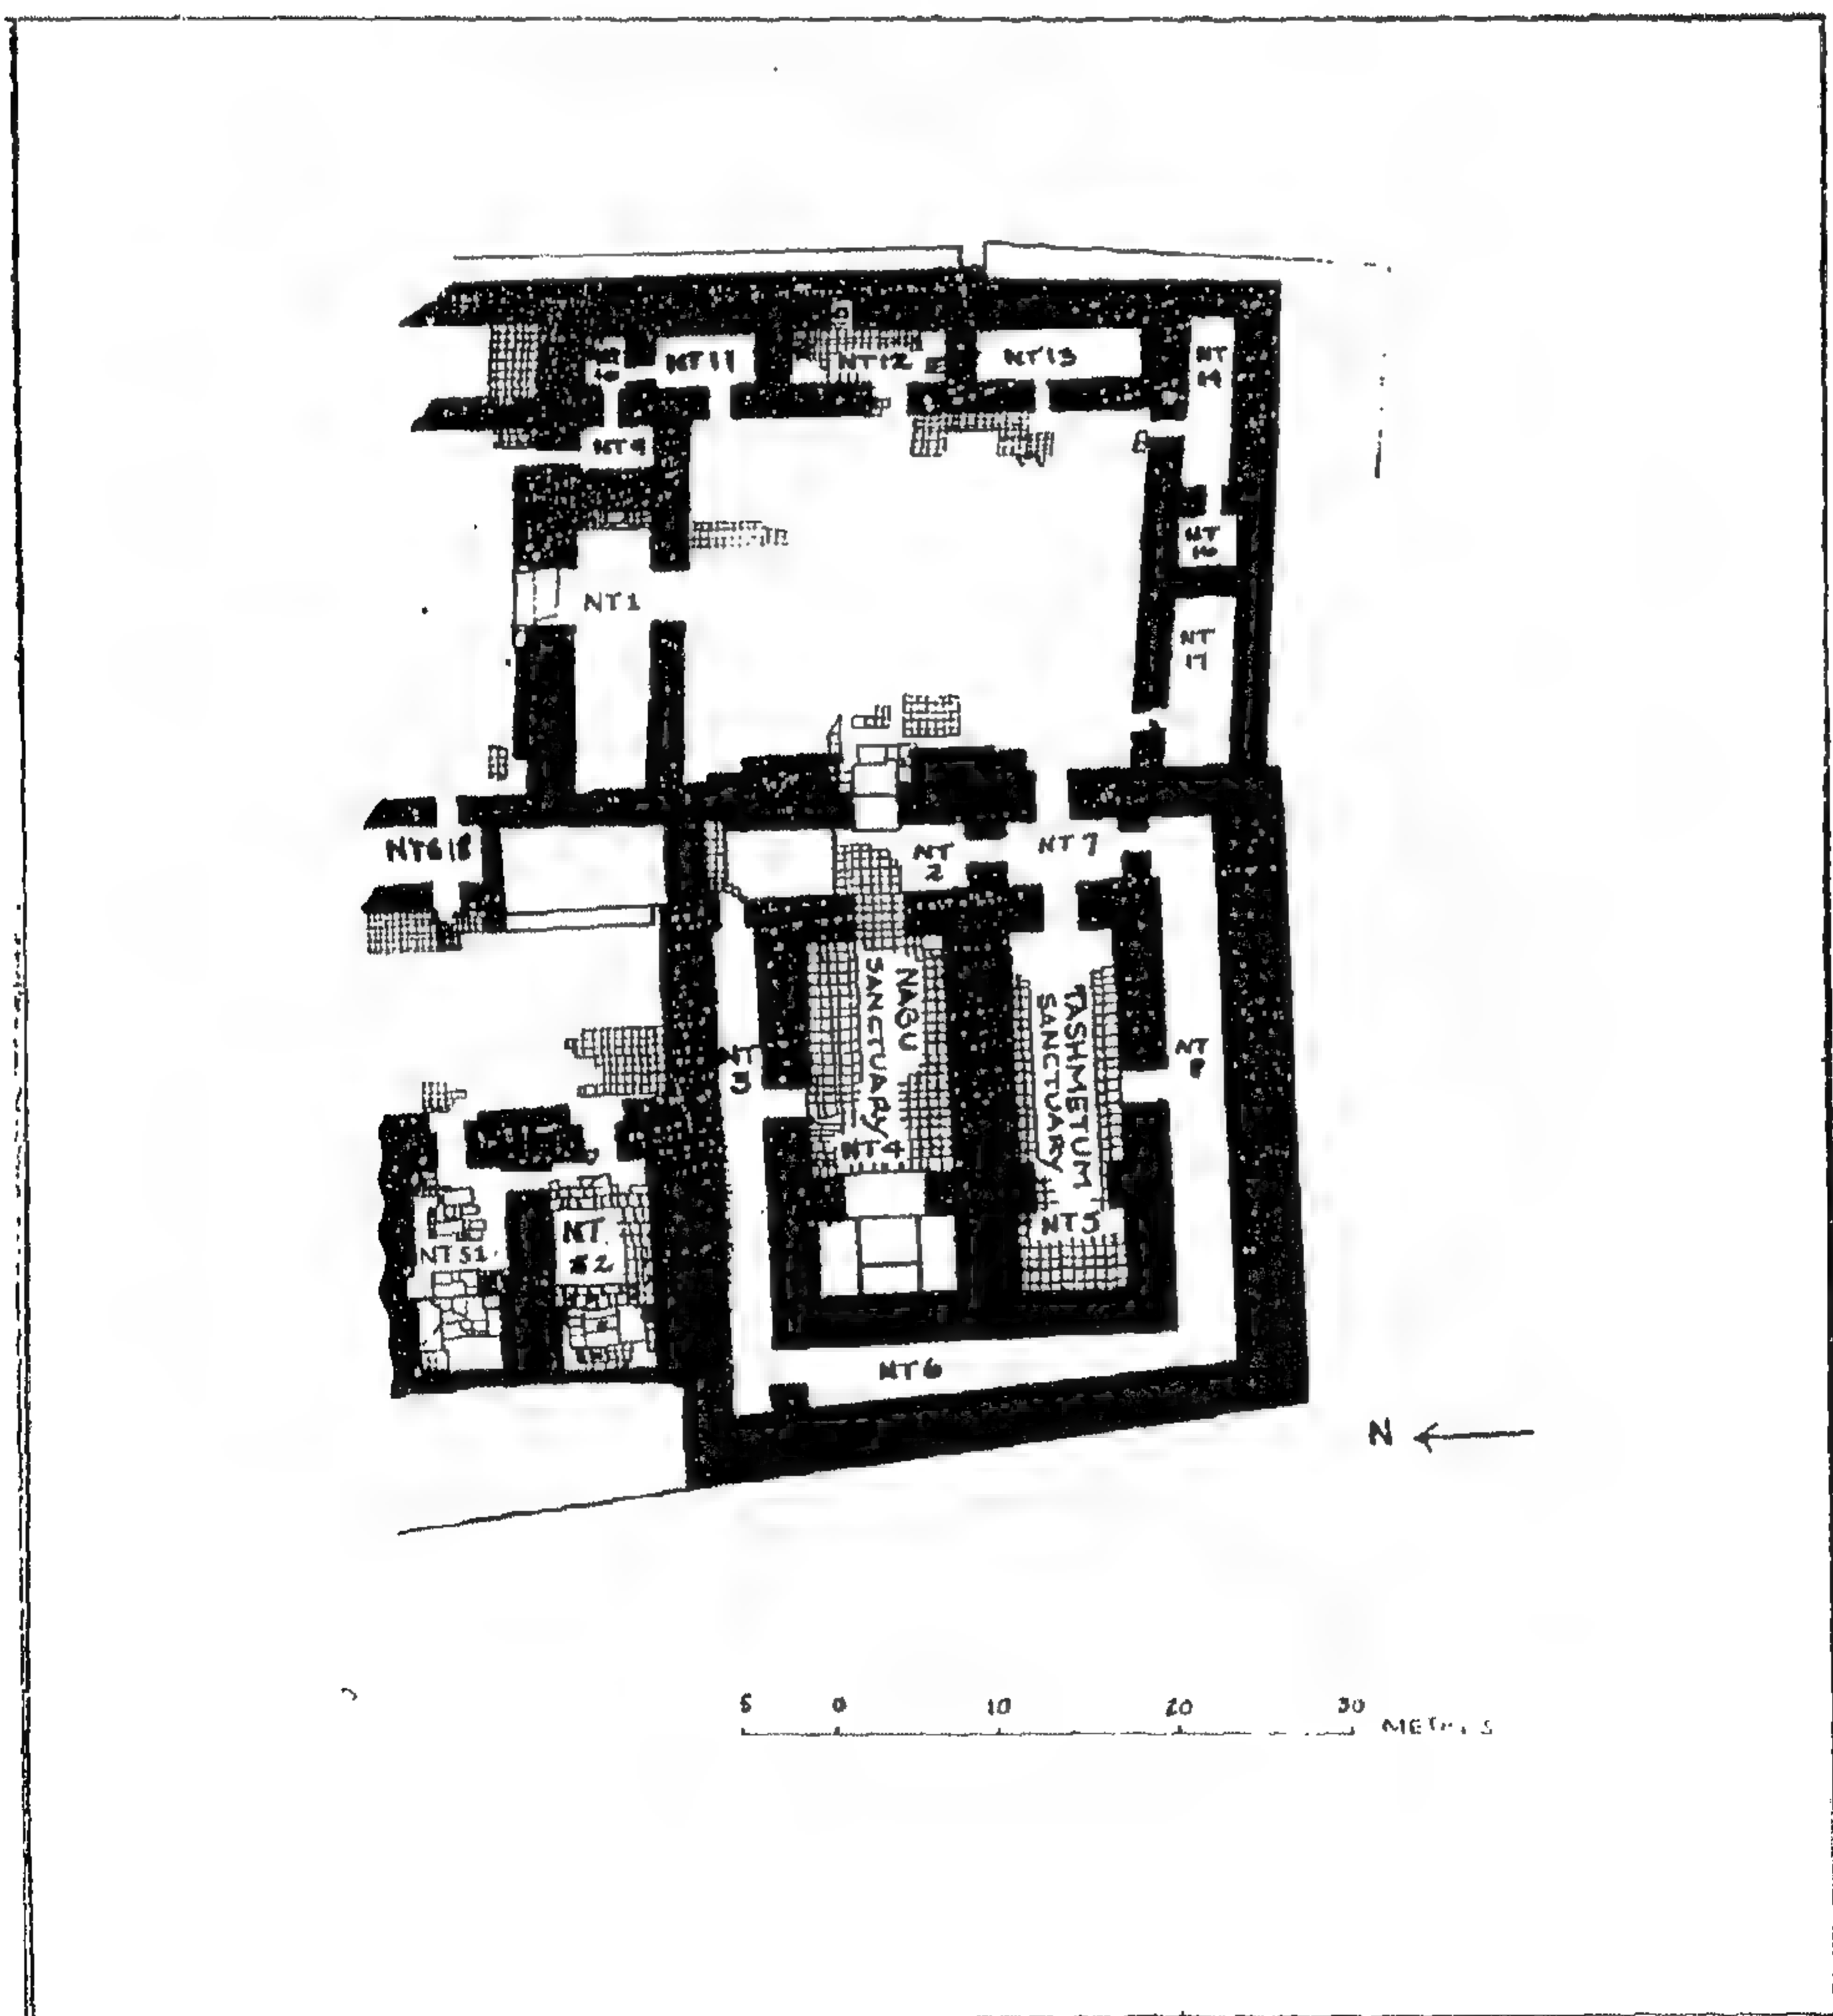 NT11
NT12
NT13
NT
14
NT9
NT
16
NT1
NT
17
NT618
NT
2
NT7
NABU
SANCTUARY
NT4
TASHMETUM
SANCTUARY
NT5
NT
3
NT
8
NT51
NT
52
NT6
N
5 0 10 20 30